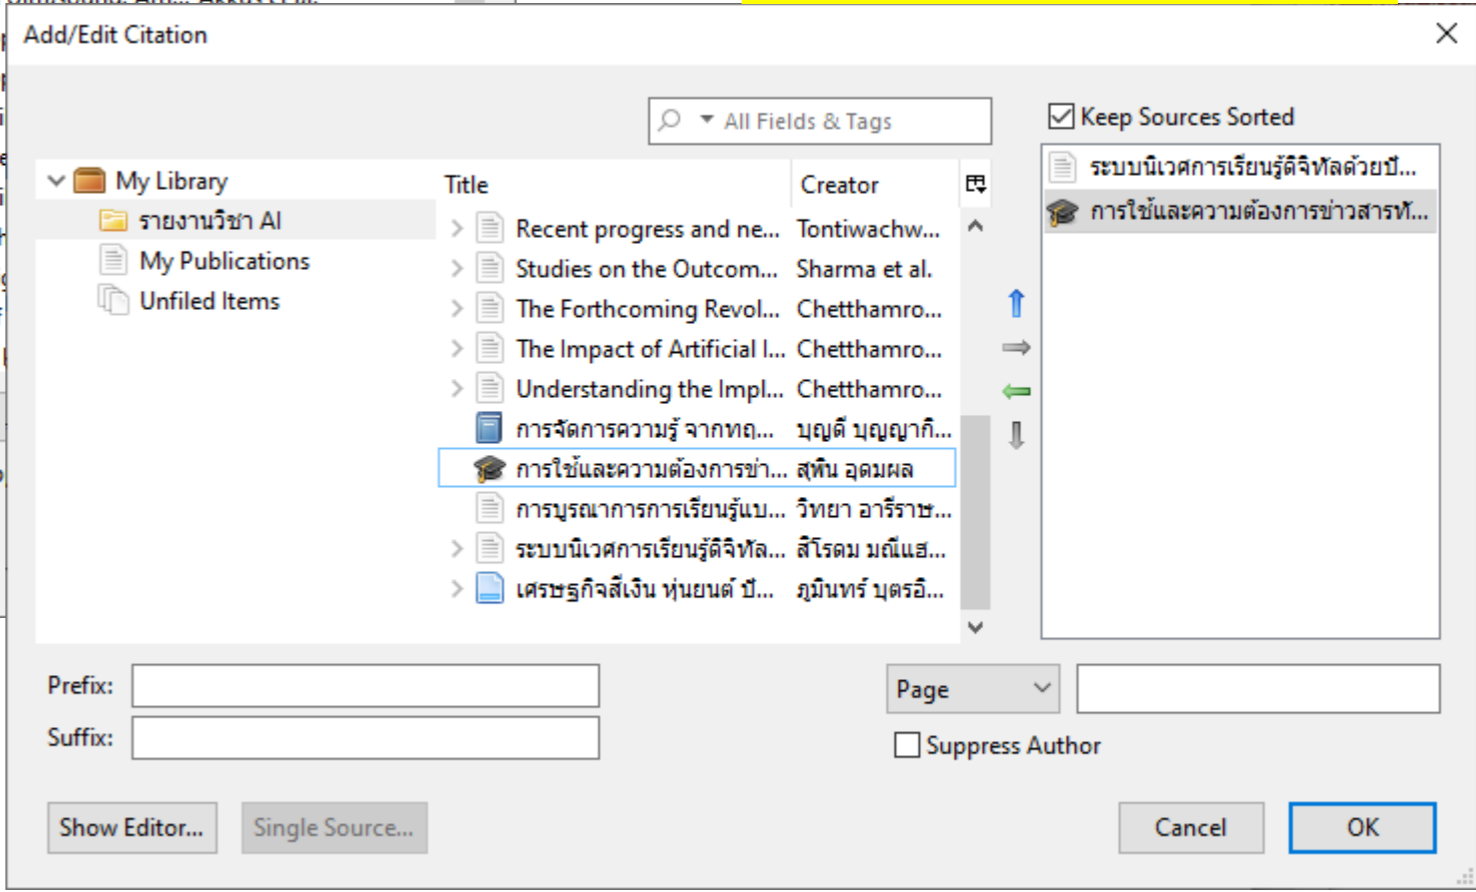 Add/Edit Citation
All Fields & Tags
Keep Sources Sorted
My Library
รายงานวิชา AI
My Publications
Unfiled Items
Title Creator
Recent progress and ne... Tontiwachw...
Studies on the Outcom... Sharma et al.
The Forthcoming Revol... Chetthamro...
The Impact of Artificial I... Chetthamro...
Understanding the Impl... Chetthamro...
การจัดการความรู้ จากทฤ... บุญดี บุญญากิ...
การใช้และความต้องการข่า... สุพิน อุดมผล
การบูรณาการการเรียนรู้แบ... วิทยา อารีราษ...
ระบบนิเวศการเรียนรู้ดิจิทัล... สิโรดม มณีแฮ...
เศรษฐกิจสีเงิน หุ่นยนต์ ปั... ภูมินทร์ บุตรอิ...
ระบบนิเวศการเรียนรู้ดิจิทัลด้วยปั...
การใช้และความต้องการข่าวสารทั...
Prefix:
Suffix:
Page
Suppress Author
Show Editor...
Single Source...
Cancel
OK